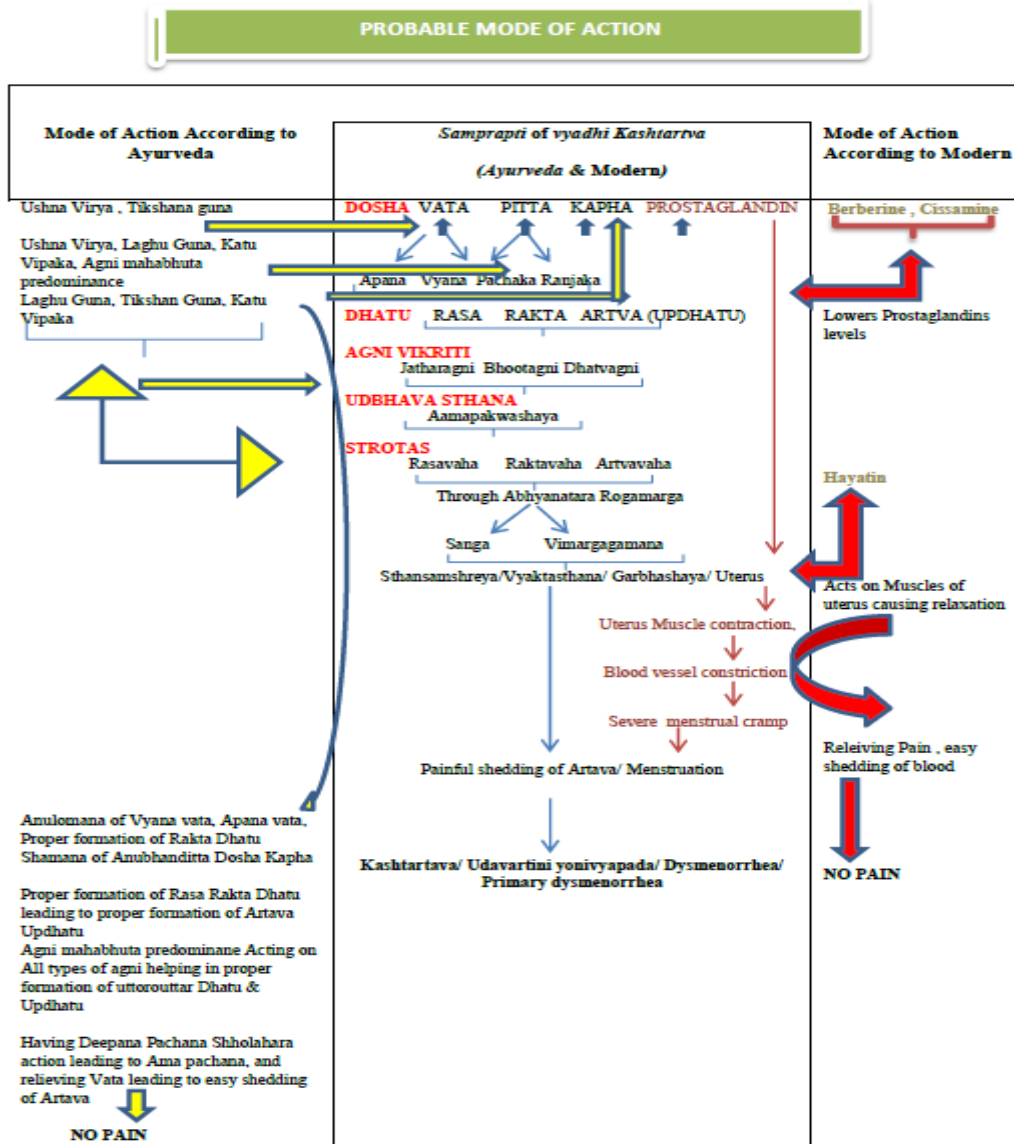 PROBABLE MODE OF ACTION
Mode of Action According to
Ayurveda
Samprapti of vyadhi Kashtartva
(Ayurveda & Modern)
Mode of Action
According to Modern
Ushna Virya , Tikshana guna
Ushna Virya, Laghu Guna, Katu
Vipaka, Agni mahabhuta
predominance
Laghu Guna, Tikshan Guna, Katu
Vipaka
Anulomana of Vyana vata, Apana vata,
Proper formation of Rakta Dhatu
Shamana of Anubhanditta Dosha Kapha
Proper formation of Rasa Rakta Dhatu
leading to proper formation of Artava
Updhatu
Agni mahabhuta predominane Acting on
All types of agni helping in proper
formation of uttorouttar Dhatu &
Updhatu
Having Deepana Pachana Shholahara
action leading to Ama pachana, and
relieving Vata leading to easy shedding
of Artava
NO PAIN
DOSHA VATA PITTA KAPHA PROSTAGLANDIN
Apana Vyana Pachaka Ranjaka
DHATU RASA RAKTA ARTVA (UPDHATU)
AGNI VIKRITI
Jatharagni Bhootagni Dhatvagni
UDBHAVA STHANA
Aamapakwashaya
STROTAS
Rasavaha Raktavaha Artvavaha
Through Abhyanatara Rogamarga
Sanga Vimargagamana
Sthansamshreya/Vyaktasthana/ Garbhashaya/ Uterus
Uterus Muscle contraction,
Blood vessel constriction
Severe menstrual cramp
Painful shedding of Artava/ Menstruation
Kashtartava/ Udavartini yonivyapada/ Dysmenorrhea/
Primary dysmenorrhea
Berberine , Cissamine
Lowers Prostaglandins
levels
Hayatin
Acts on Muscles of
uterus causing relaxation
Releiving Pain , easy
shedding of blood
NO PAIN